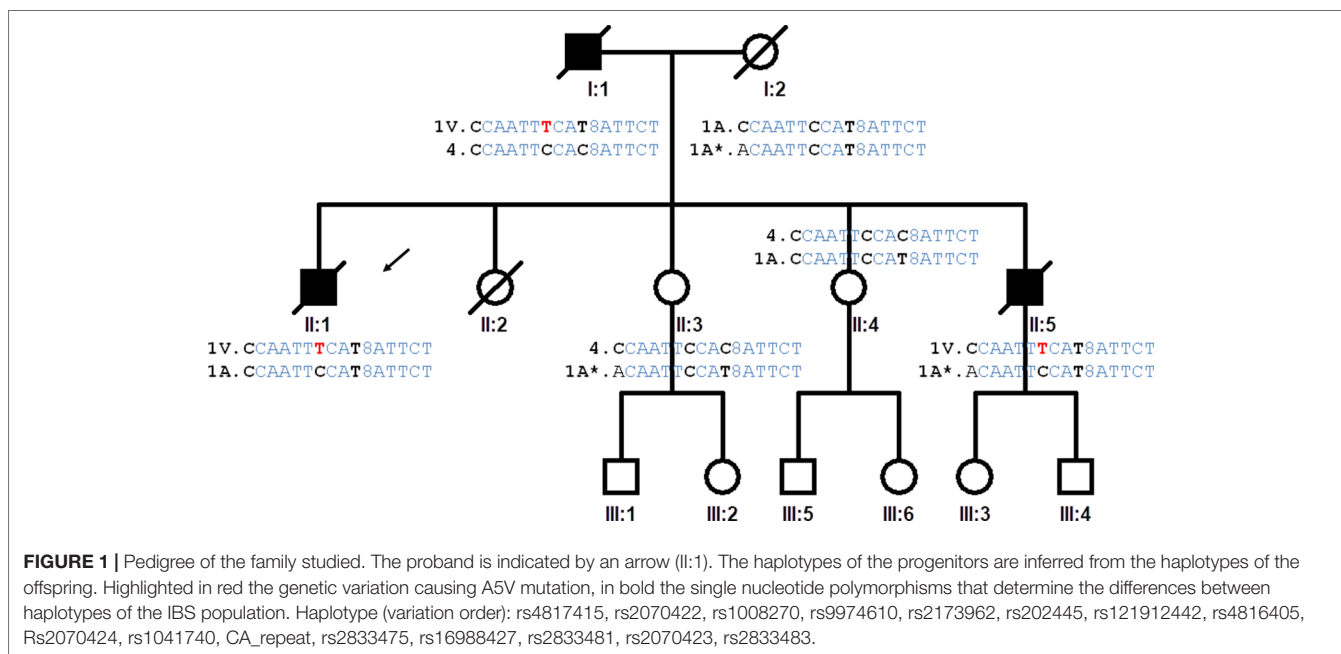 I:1
I:2
1V.CCAATTTCAT8ATTCT
4.CCAATTCCAC8ATTCT
1A.CCAATTCCAT8ATTCT
1A*.ACAATTCCAT8ATTCT
4.CCAATTCCAC8ATTCT
1A.CCAATTCCAT8ATTCT
II:1
II:2
II:3
II:4
II:5
1V.CCAATTTCAT8ATTCT
1A.CCAATTCCAT8ATTCT
4.CCAATTCCAC8ATTCT
1A*.ACAATTCCAT8ATTCT
1V.CCAATTTCAT8ATTCT
1A*.ACAATTCCAT8ATTCT
III:1
III:2
III:5
III:6
III:3
III:4
FIGURE 1 | Pedigree of the family studied. The proband is indicated by an arrow (II:1). The haplotypes of the progenitors are inferred from the haplotypes of the
offspring. Highlighted in red the genetic variation causing A5V mutation, in bold the single nucleotide polymorphisms that determine the differences between
haplotypes of the IBS population. Haplotype (variation order): rs4817415, rs2070422, rs1008270, rs9974610, rs2173962, rs202445, rs121912442, rs4816405,
Rs2070424, rs1041740, CA_repeat, rs2833475, rs16988427, rs2833481, rs2070423, rs2833483.